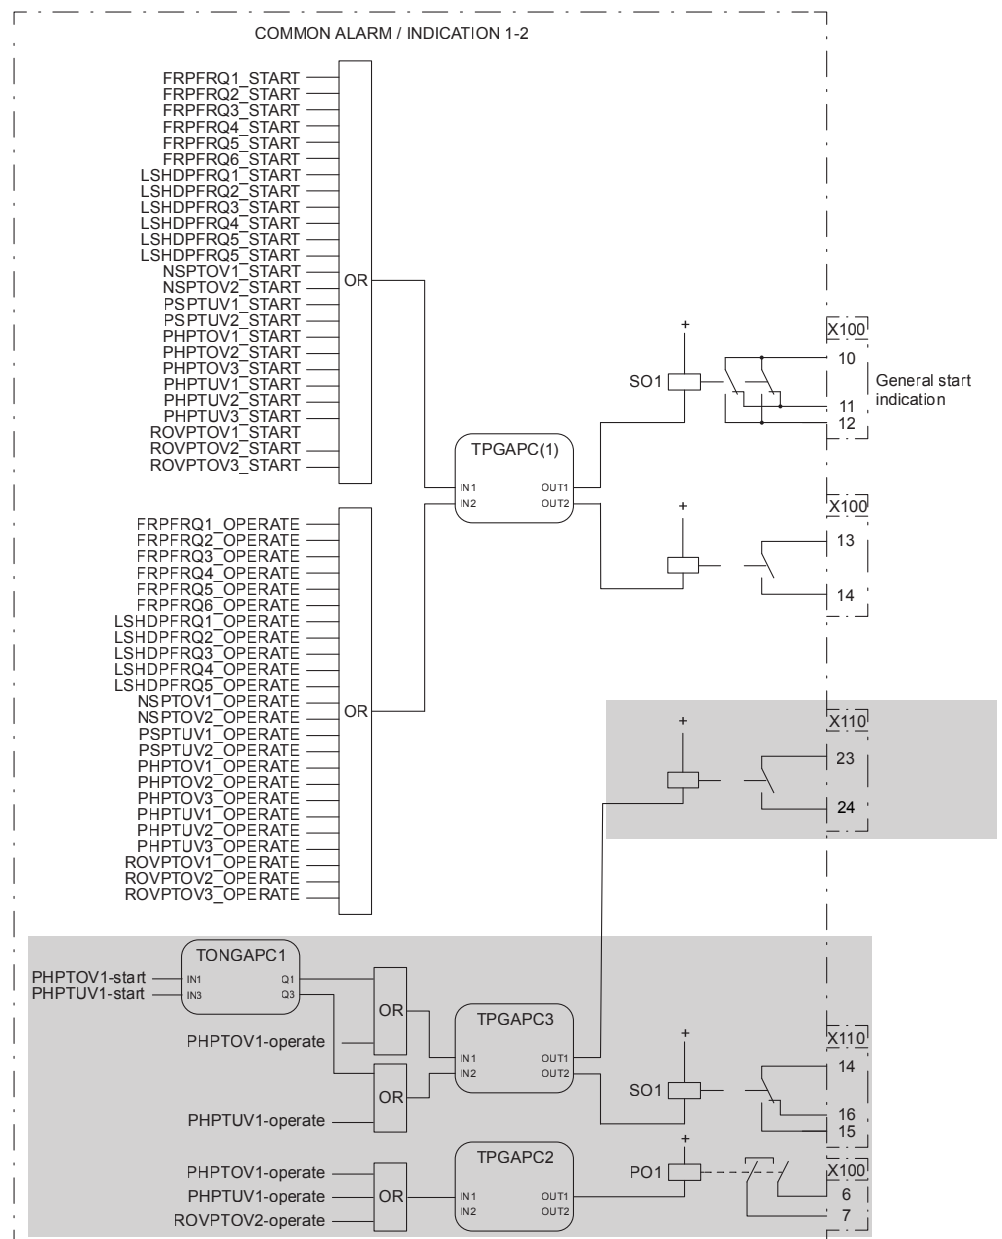 COMMON ALARM / INDICATION 1-2
FRPFRQ1_START
FRPFRQ2_START
FRPFRQ3_START
FRPFRQ4_START
FRPFRQ5_START
FRPFRQ6_START
LSHDPFRQ1_START
LSHDPFRQ2_START
LSHDPFRQ3_START
LSHDPFRQ4_START
LSHDPFRQ5_START
LSHDPFRQ5_START
NSPTOV1_START
NSPTOV2_START
PSPTUV1_START
PSPTUV2_START
PHPTOV1_START
PHPTOV2_START
PHPTOV3_START
PHPTUV1_START
PHPTUV2_START
PHPTUV3_START
ROVPTOV1_START
ROVPTOV2_START
ROVPTOV3_START
OR
TPGAPC(1)
IN1 OUT1
IN2 OUT2
+
SO1
X100
10
11
12
General start
indication
+
X100
13
14
FRPFRQ1_OPERATE
FRPFRQ2_OPERATE
FRPFRQ3_OPERATE
FRPFRQ4_OPERATE
FRPFRQ5_OPERATE
FRPFRQ6_OPERATE
LSHDPFRQ1_OPERATE
LSHDPFRQ2_OPERATE
LSHDPFRQ3_OPERATE
LSHDPFRQ4_OPERATE
LSHDPFRQ5_OPERATE
NSPTOV1_OPERATE
NSPTOV2_OPERATE
PSPTUV1_OPERATE
PSPTUV2_OPERATE
PHPTOV1_OPERATE
PHPTOV2_OPERATE
PHPTOV3_OPERATE
PHPTUV1_OPERATE
PHPTUV2_OPERATE
PHPTUV3_OPERATE
ROVPTOV1_OPERATE
ROVPTOV2_OPERATE
ROVPTOV3_OPERATE
OR
+
X110
23
24
TONGAPC1
PHPTOV1-start IN1 Q1
PHPTUV1-start IN3 Q3
OR
PHPTOV1-operate
OR
PHPTUV1-operate
TPGAPC3
IN1 OUT1
IN2 OUT2
+
SO1
X110
14
16
15
PHPTOV1-operate
PHPTUV1-operate
ROVPTOV2-operate
OR
TPGAPC2
IN1 OUT1
IN2 OUT2
+
PO1
X100
6
7